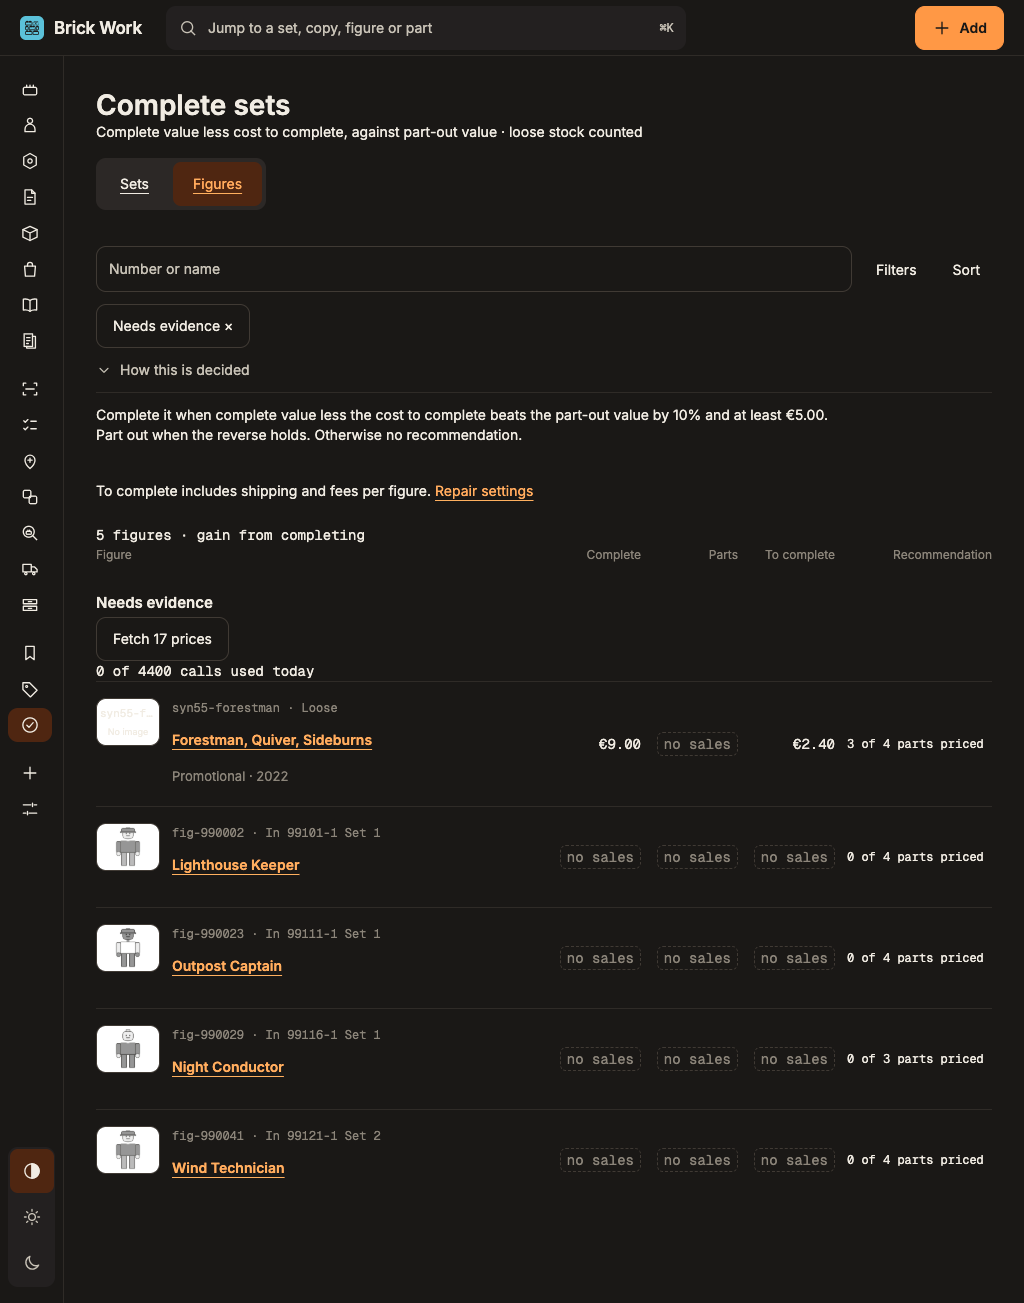 Brick Work
Jump to a set, copy, figure or part
⌘K
+ Add
Complete sets
Complete value less cost to complete, against part-out value · loose stock counted
Sets
Figures
Number or name
Filters
Sort
Needs evidence ×
How this is decided
Complete it when complete value less the cost to complete beats the part-out value by 10% and at least €5.00.
Part out when the reverse holds. Otherwise no recommendation.
To complete includes shipping and fees per figure. Repair settings
5 figures · gain from completing
Figure Complete Parts To complete Recommendation
Needs evidence
Fetch 17 prices
0 of 4400 calls used today
syn55-f…
No image
syn55-forestman · Loose
Forestman, Quiver, Sideburns
Promotional · 2022
€9.00 no sales €2.40 3 of 4 parts priced
fig-990002 · In 99101-1 Set 1
Lighthouse Keeper
no sales no sales no sales 0 of 4 parts priced
fig-990023 · In 99111-1 Set 1
Outpost Captain
no sales no sales no sales 0 of 4 parts priced
fig-990029 · In 99116-1 Set 1
Night Conductor
no sales no sales no sales 0 of 3 parts priced
fig-990041 · In 99121-1 Set 2
Wind Technician
no sales no sales no sales 0 of 4 parts priced